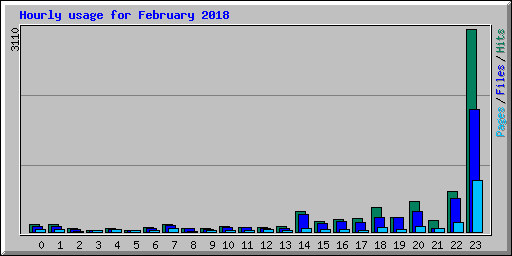 Hourly usage for February 2018
3110
Pages/Files/Hits
0 1 2 3 4 5 6 7 8 9 10 11 12 13 14 15 16 17 18 19 20 21 22 23